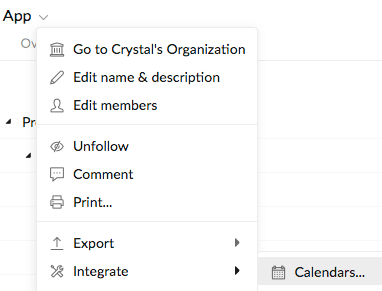 App
Ov
Go to Crystal's Organization
Edit name & description
Pr
Edit members
Unfollow
Comment
Print...
Export
Integrate
Calendars...